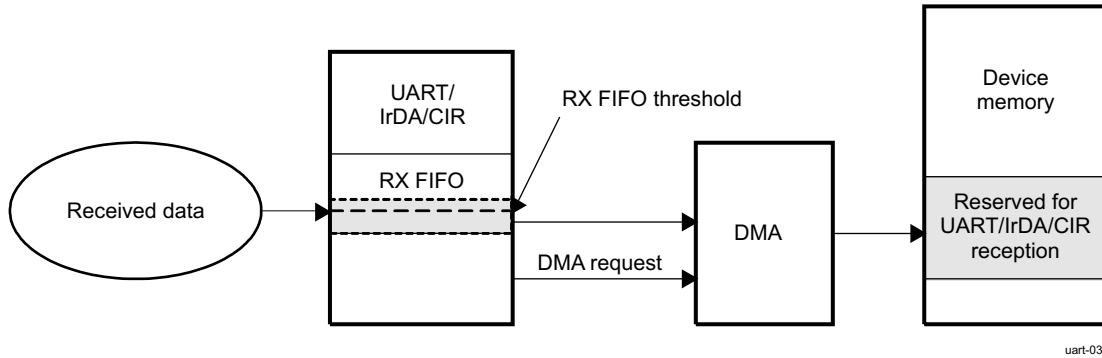 Received data
UART/
IrDA/CIR
RX FIFO
RX FIFO threshold
DMA request
DMA
Device
memory
Reserved for
UART/IrDA/CIR
reception
uart-03